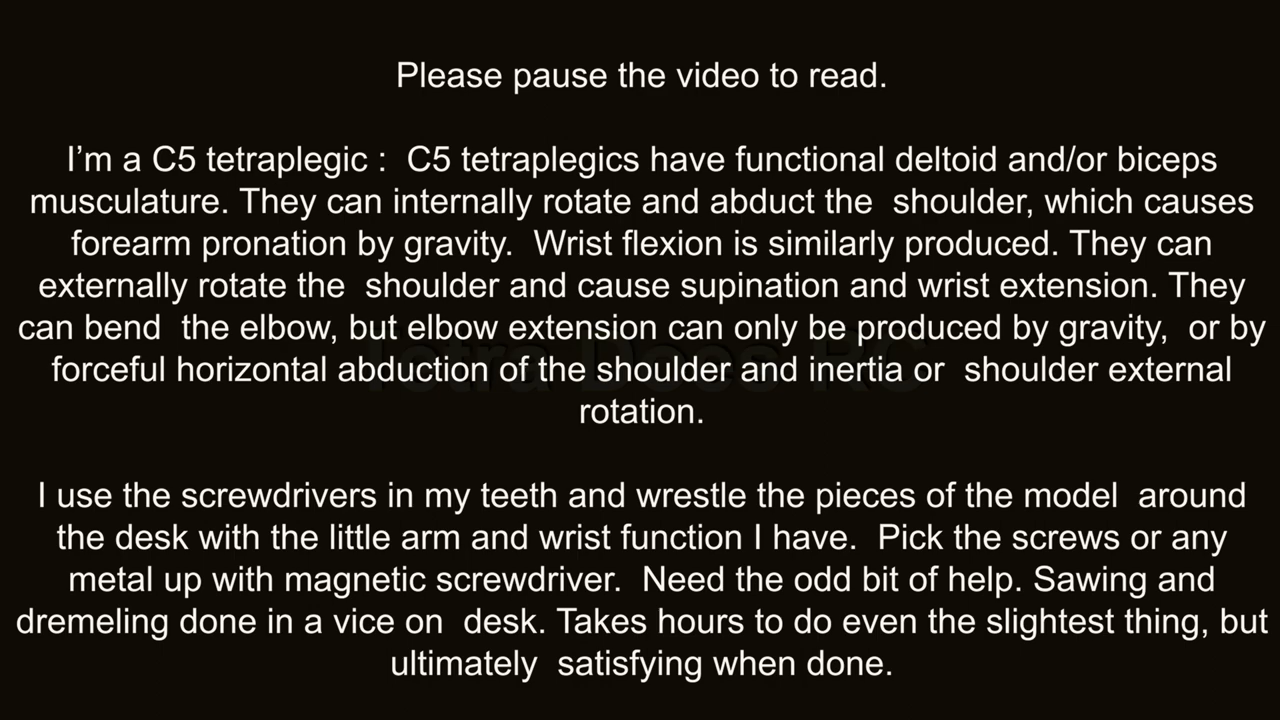 Please pause the video to read.
I’m a C5 tetraplegic :  C5 tetraplegics have functional deltoid and/or biceps
musculature. They can internally rotate and abduct the  shoulder, which causes
forearm pronation by gravity.  Wrist flexion is similarly produced. They can
externally rotate the  shoulder and cause supination and wrist extension. They
can bend  the elbow, but elbow extension can only be produced by gravity,  or by
forceful horizontal abduction of the shoulder and inertia or  shoulder external
rotation.
I use the screwdrivers in my teeth and wrestle the pieces of the model  around
the desk with the little arm and wrist function I have.  Pick the screws or any
metal up with magnetic screwdriver.  Need the odd bit of help. Sawing and
dremeling done in a vice on  desk. Takes hours to do even the slightest thing, but
ultimately  satisfying when done.
Tetra Does RC